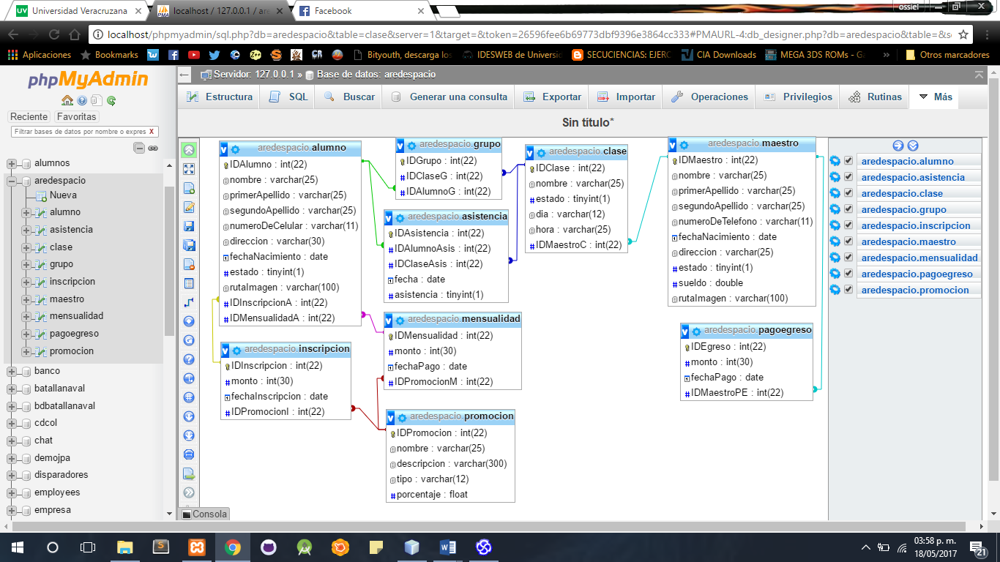 Universidad Veracruzana
localhost / 127.0.0.1 / are
Facebook
ossiel
localhost/phpmyadmin/sql.php?db=aredespacio&table=clase&server=1&target=&token=26596fee6b69773dbf9396e3864cc333#PMAURL-4:db_designer.php?db=aredespacio&table=&s
Aplicaciones
Bookmarks
Bityouth, descarga los
IDESWEB de Universi
SECUCIENCIAS: EJERC
CIA Downloads
MEGA 3DS ROMs - Ga
»
Otros marcadores
phpMyAdmin
Reciente
Favoritas
Filtrar bases de datos por nombre o expres X
alumnos
aredespacio
Nueva
alumno
asistencia
clase
grupo
inscripcion
maestro
mensualidad
pagoegreso
promocion
banco
batallanaval
bdbatallanaval
cdcol
chat
demojpa
disparadores
employees
empresa
Servidor: 127.0.0.1 » Base de datos: aredespacio
Estructura
SQL
Buscar
Generar una consulta
Exportar
Importar
Operaciones
Privilegios
Rutinas
Más
Sin título*
aredespacio.alumno
IDAlumno : int(22)
nombre : varchar(25)
primerApellido : varchar(25)
segundoApellido : varchar(25)
numeroDeCelular : varchar(11)
direccion : varchar(30)
fechaNacimiento : date
estado : tinyint(1)
rutaImagen : varchar(100)
IDInscripcionA : int(22)
IDMensualidadA : int(22)
aredespacio.inscripcion
IDInscripcion : int(22)
monto : int(30)
fechaInscripcion : date
IDPromocionI : int(22)
aredespacio.grupo
IDGrupo : int(22)
IDClaseG : int(22)
IDAlumnoG : int(22)
aredespacio.asistencia
IDAsistencia : int(22)
IDAlumnoAsis : int(22)
IDClaseAsis : int(22)
fecha : date
asistencia : tinyint(1)
aredespacio.mensualidad
IDMensualidad : int(22)
monto : int(30)
fechaPago : date
IDPromocionM : int(22)
aredespacio.promocion
IDPromocion : int(22)
nombre : varchar(25)
descripcion : varchar(300)
tipo : varchar(12)
porcentaje : float
aredespacio.clase
IDClase : int(22)
nombre : varchar(25)
estado : tinyint(1)
dia : varchar(12)
hora : varchar(25)
IDMaestroC : int(22)
aredespacio.maestro
IDMaestro : int(22)
nombre : varchar(25)
primerApellido : varchar(25)
segundoApellido : varchar(25)
numeroDeTelefono : varchar(11)
fechaNacimiento : date
direccion : varchar(25)
estado : tinyint(1)
sueldo : double
rutaImagen : varchar(100)
aredespacio.pagoegreso
IDEgreso : int(22)
monto : int(30)
fechaPago : date
IDMaestroPE : int(22)
aredespacio.alumno
aredespacio.asistencia
aredespacio.clase
aredespacio.grupo
aredespacio.inscripcion
aredespacio.maestro
aredespacio.mensualidad
aredespacio.pagoegreso
aredespacio.promocion
Consola
03:58 p. m.
18/05/2017
21